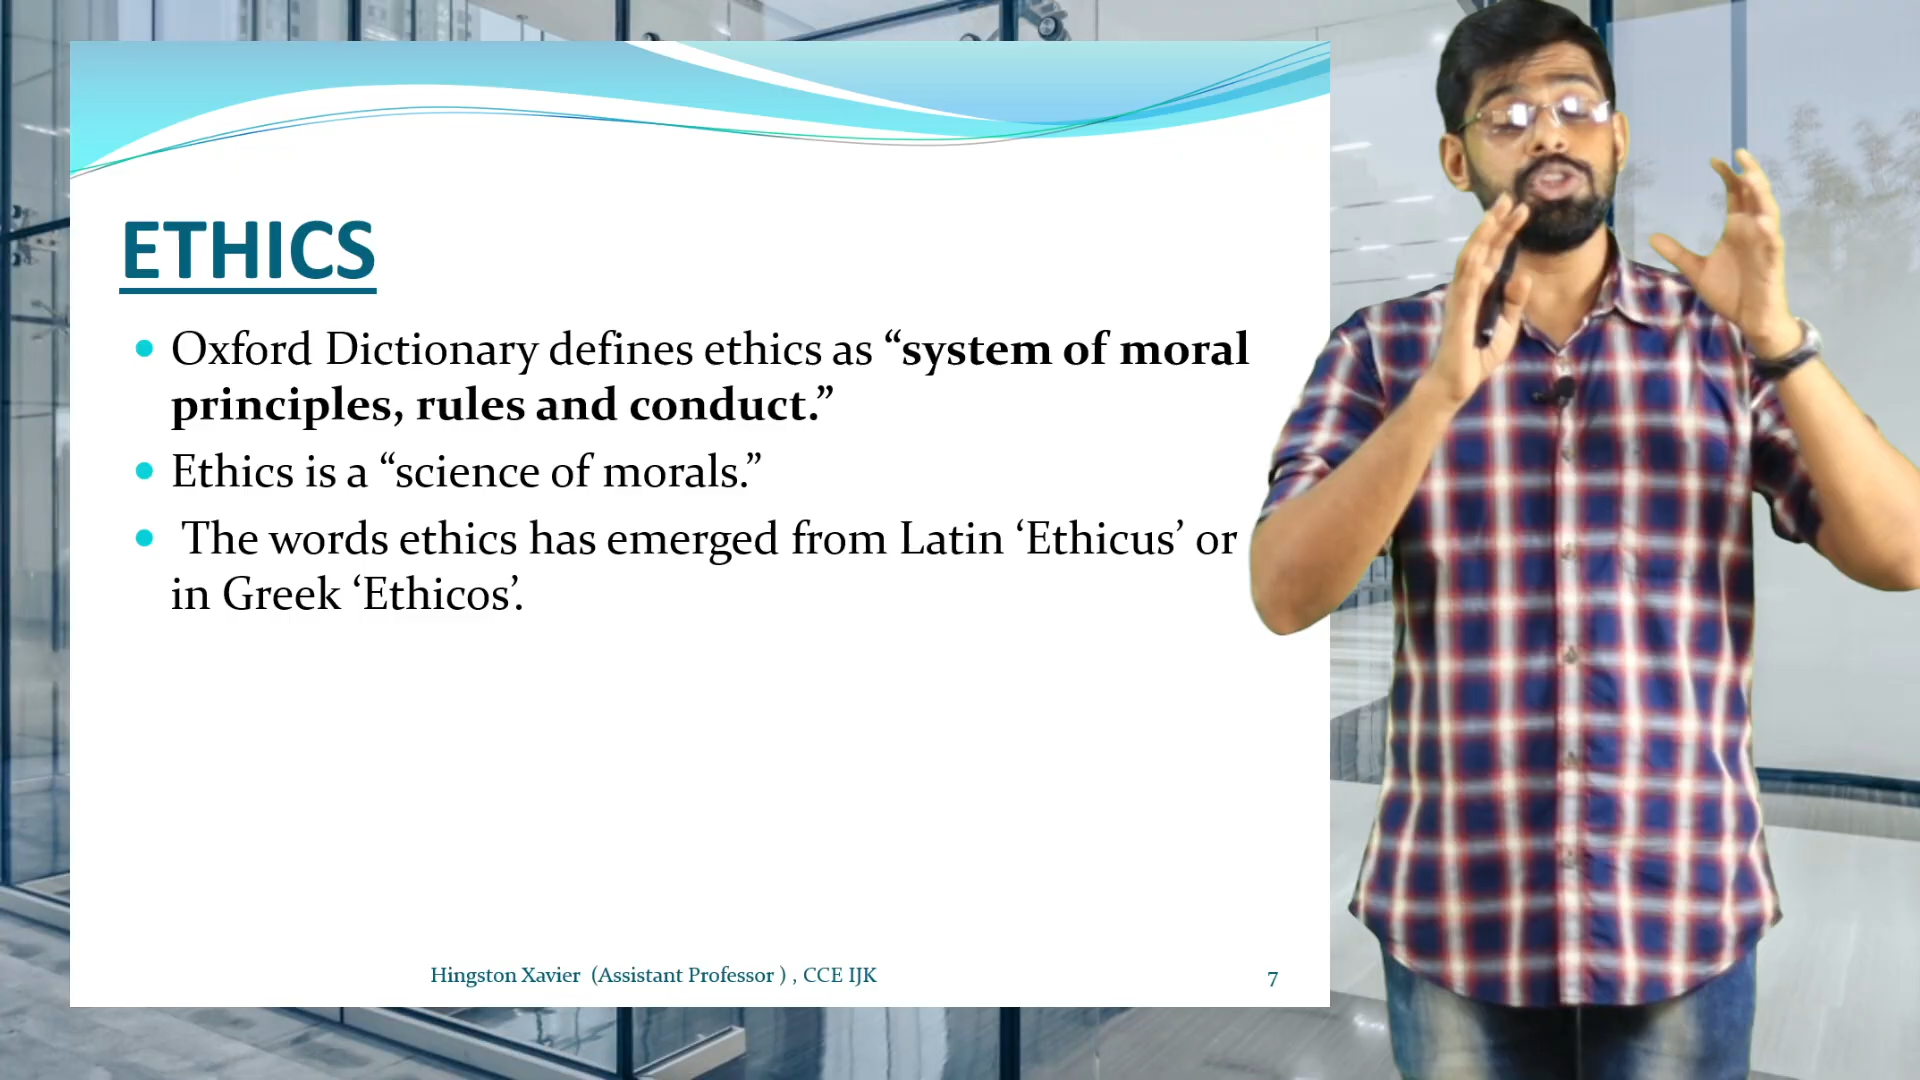 ETHICS
Oxford Dictionary defines ethics as “system of moral
principles, rules and conduct.”
Ethics is a “science of morals.”
The words ethics has emerged from Latin ‘Ethicus’ or
in Greek ‘Ethicos’.
Hingston Xavier (Assistant Professor ) , CCE IJK
7